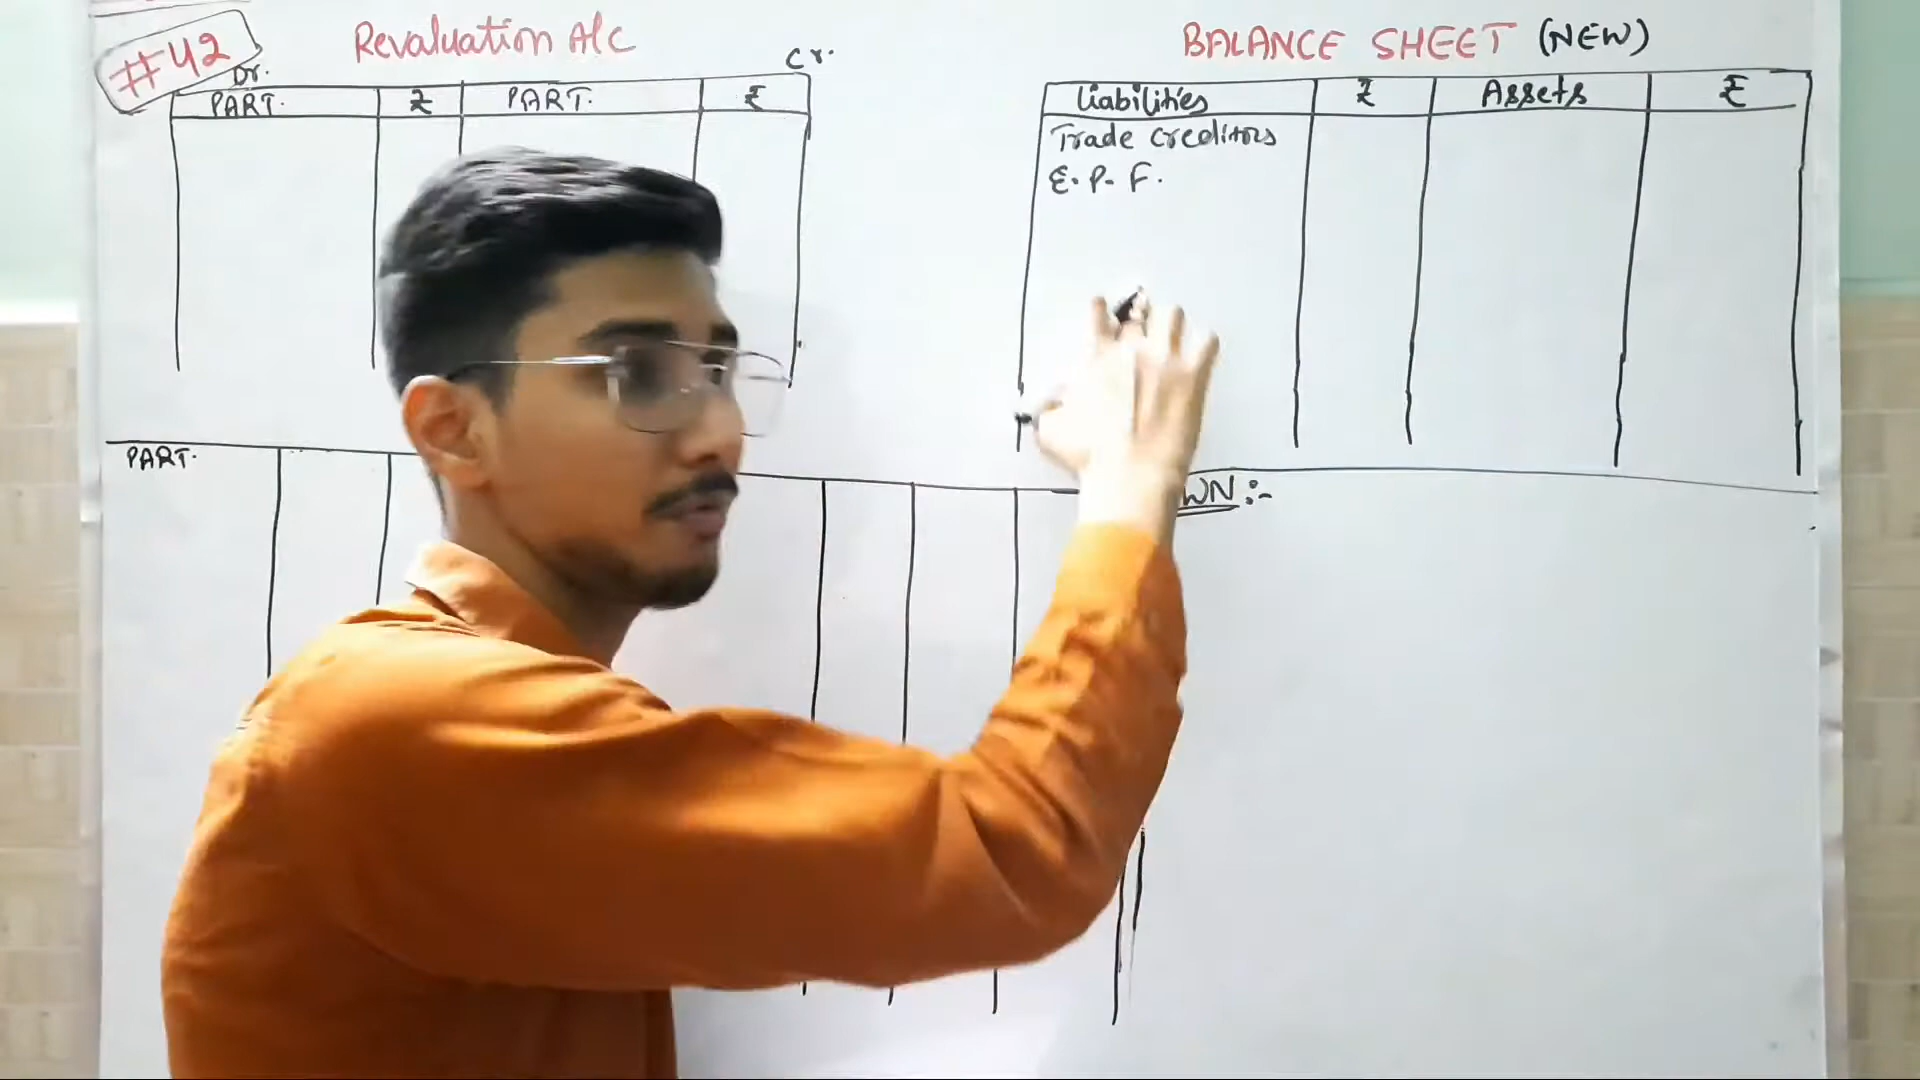 #42
Revaluation A/c
Dr.
Cr.
PART. ₹ PART. ₹
BALANCE SHEET (NEW)
Liabilities ₹ Assets ₹
Trade creditors
E. P. F.
PART.
WN :-